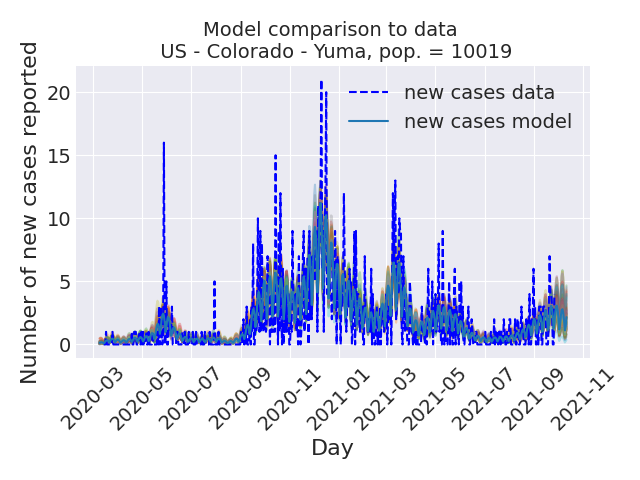 Model comparison to data
US - Colorado - Yuma, pop. = 10019
Number of new cases reported
20
15
10
5
0
new cases data
new cases model
2020-03
2020-05
2020-07
2020-09
2020-11
2021-01
2021-03
2021-05
2021-07
2021-09
2021-11
Day